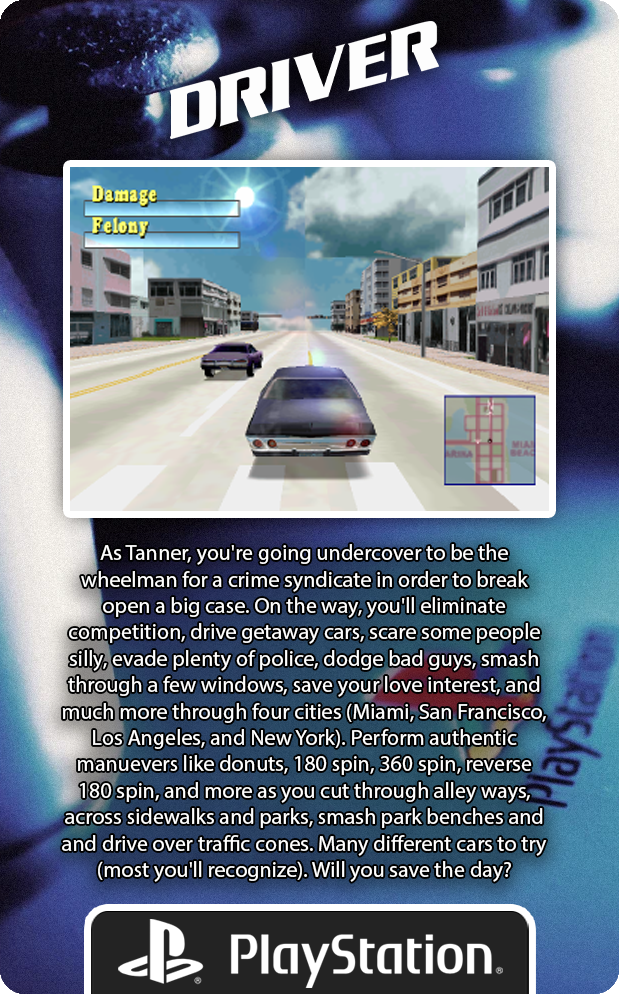 DRIVER
Damage
Felony
MIAMI
BEAC
MARINA
As Tanner, you're going undercover to be the
wheelman for a crime syndicate in order to break
open a big case. On the way, you'll eliminate
competition, drive getaway cars, scare some people
silly, evade plenty of police, dodge bad guys, smash
through a few windows, save your love interest, and
much more through four cities (Miami, San Francisco,
Los Angeles, and New York). Perform authentic
manuevers like donuts, 180 spin, 360 spin, reverse
180 spin, and more as you cut through alley ways,
across sidewalks and parks, smash park benches and
and drive over traffic cones. Many different cars to try
(most you'll recognize). Will you save the day?
PlayStation
PlayStation®